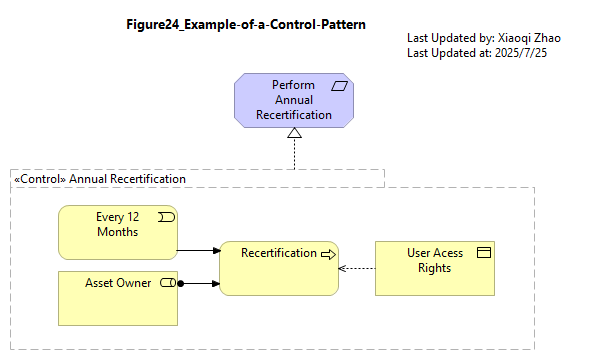 Figure24_Example-of-a-Control-Pattern
Last Updated by: Xiaoqi Zhao
Last Updated at: 2025/7/25
Perform
Annual
Recertification
«Control» Annual Recertification
Every 12
Months
Recertification
User Acess
Rights
Asset Owner